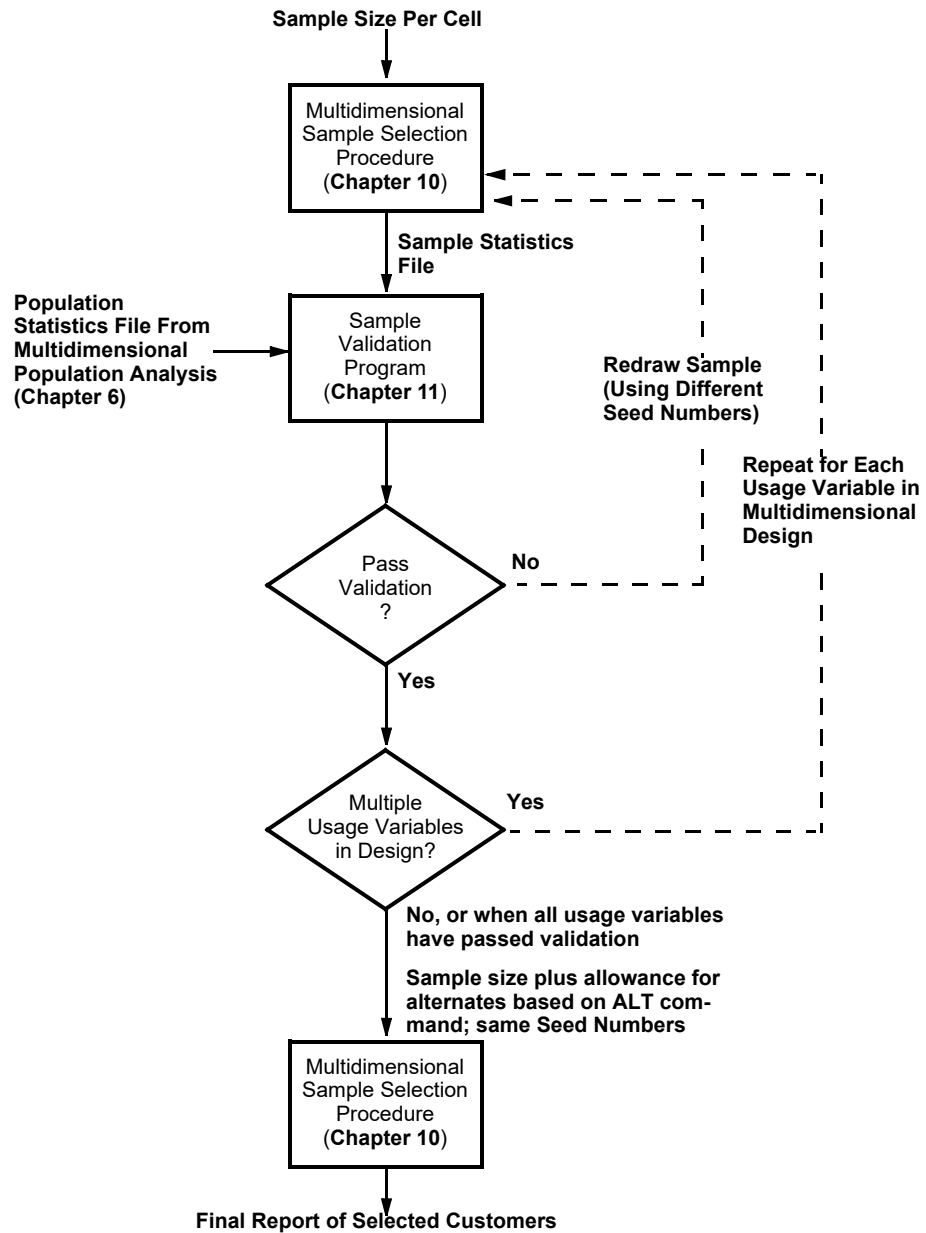 Sample Size Per Cell
Multidimensional
Sample Selection
Procedure
(Chapter 10)
Sample Statistics
File
Population
Statistics File From
Multidimensional
Population Analysis
(Chapter 6)
Sample
Validation
Program
(Chapter 11)
Redraw Sample
(Using Different
Seed Numbers)
Repeat for Each
Usage Variable in
Multidimensional
Design
Pass
Validation
?
No
Yes
Multiple
Usage Variables
in Design?
Yes
No, or when all usage variables
have passed validation
Sample size plus allowance for
alternates based on ALT com-
mand; same Seed Numbers
Multidimensional
Sample Selection
Procedure
(Chapter 10)
Final Report of Selected Customers